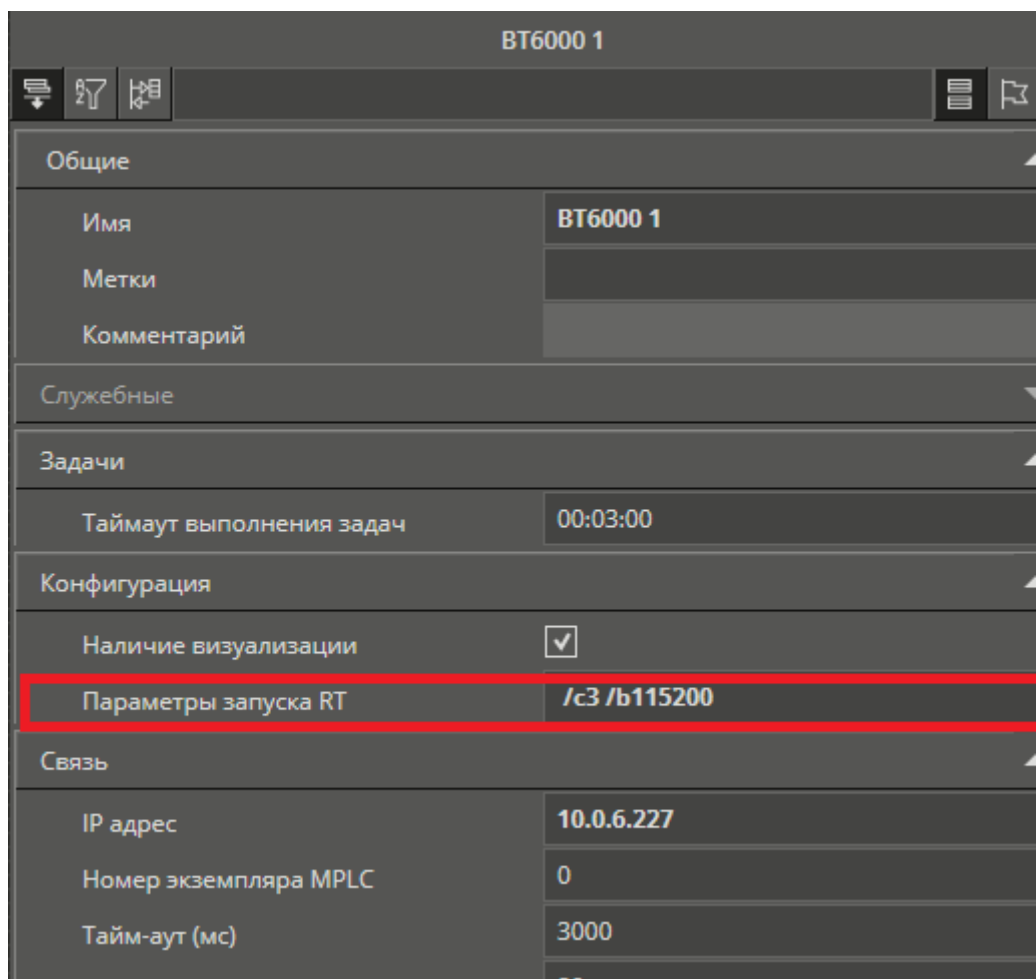 BT6000 1
Общие
Имя BT6000 1
Метки
Комментарий
Служебные
Задачи
Таймаут выполнения задач 00:03:00
Конфигурация
Наличие визуализации
Параметры запуска RT /c3 /b115200
Связь
IP адрес 10.0.6.227
Номер экземпляра MPLC 0
Тайм-аут (мс) 3000